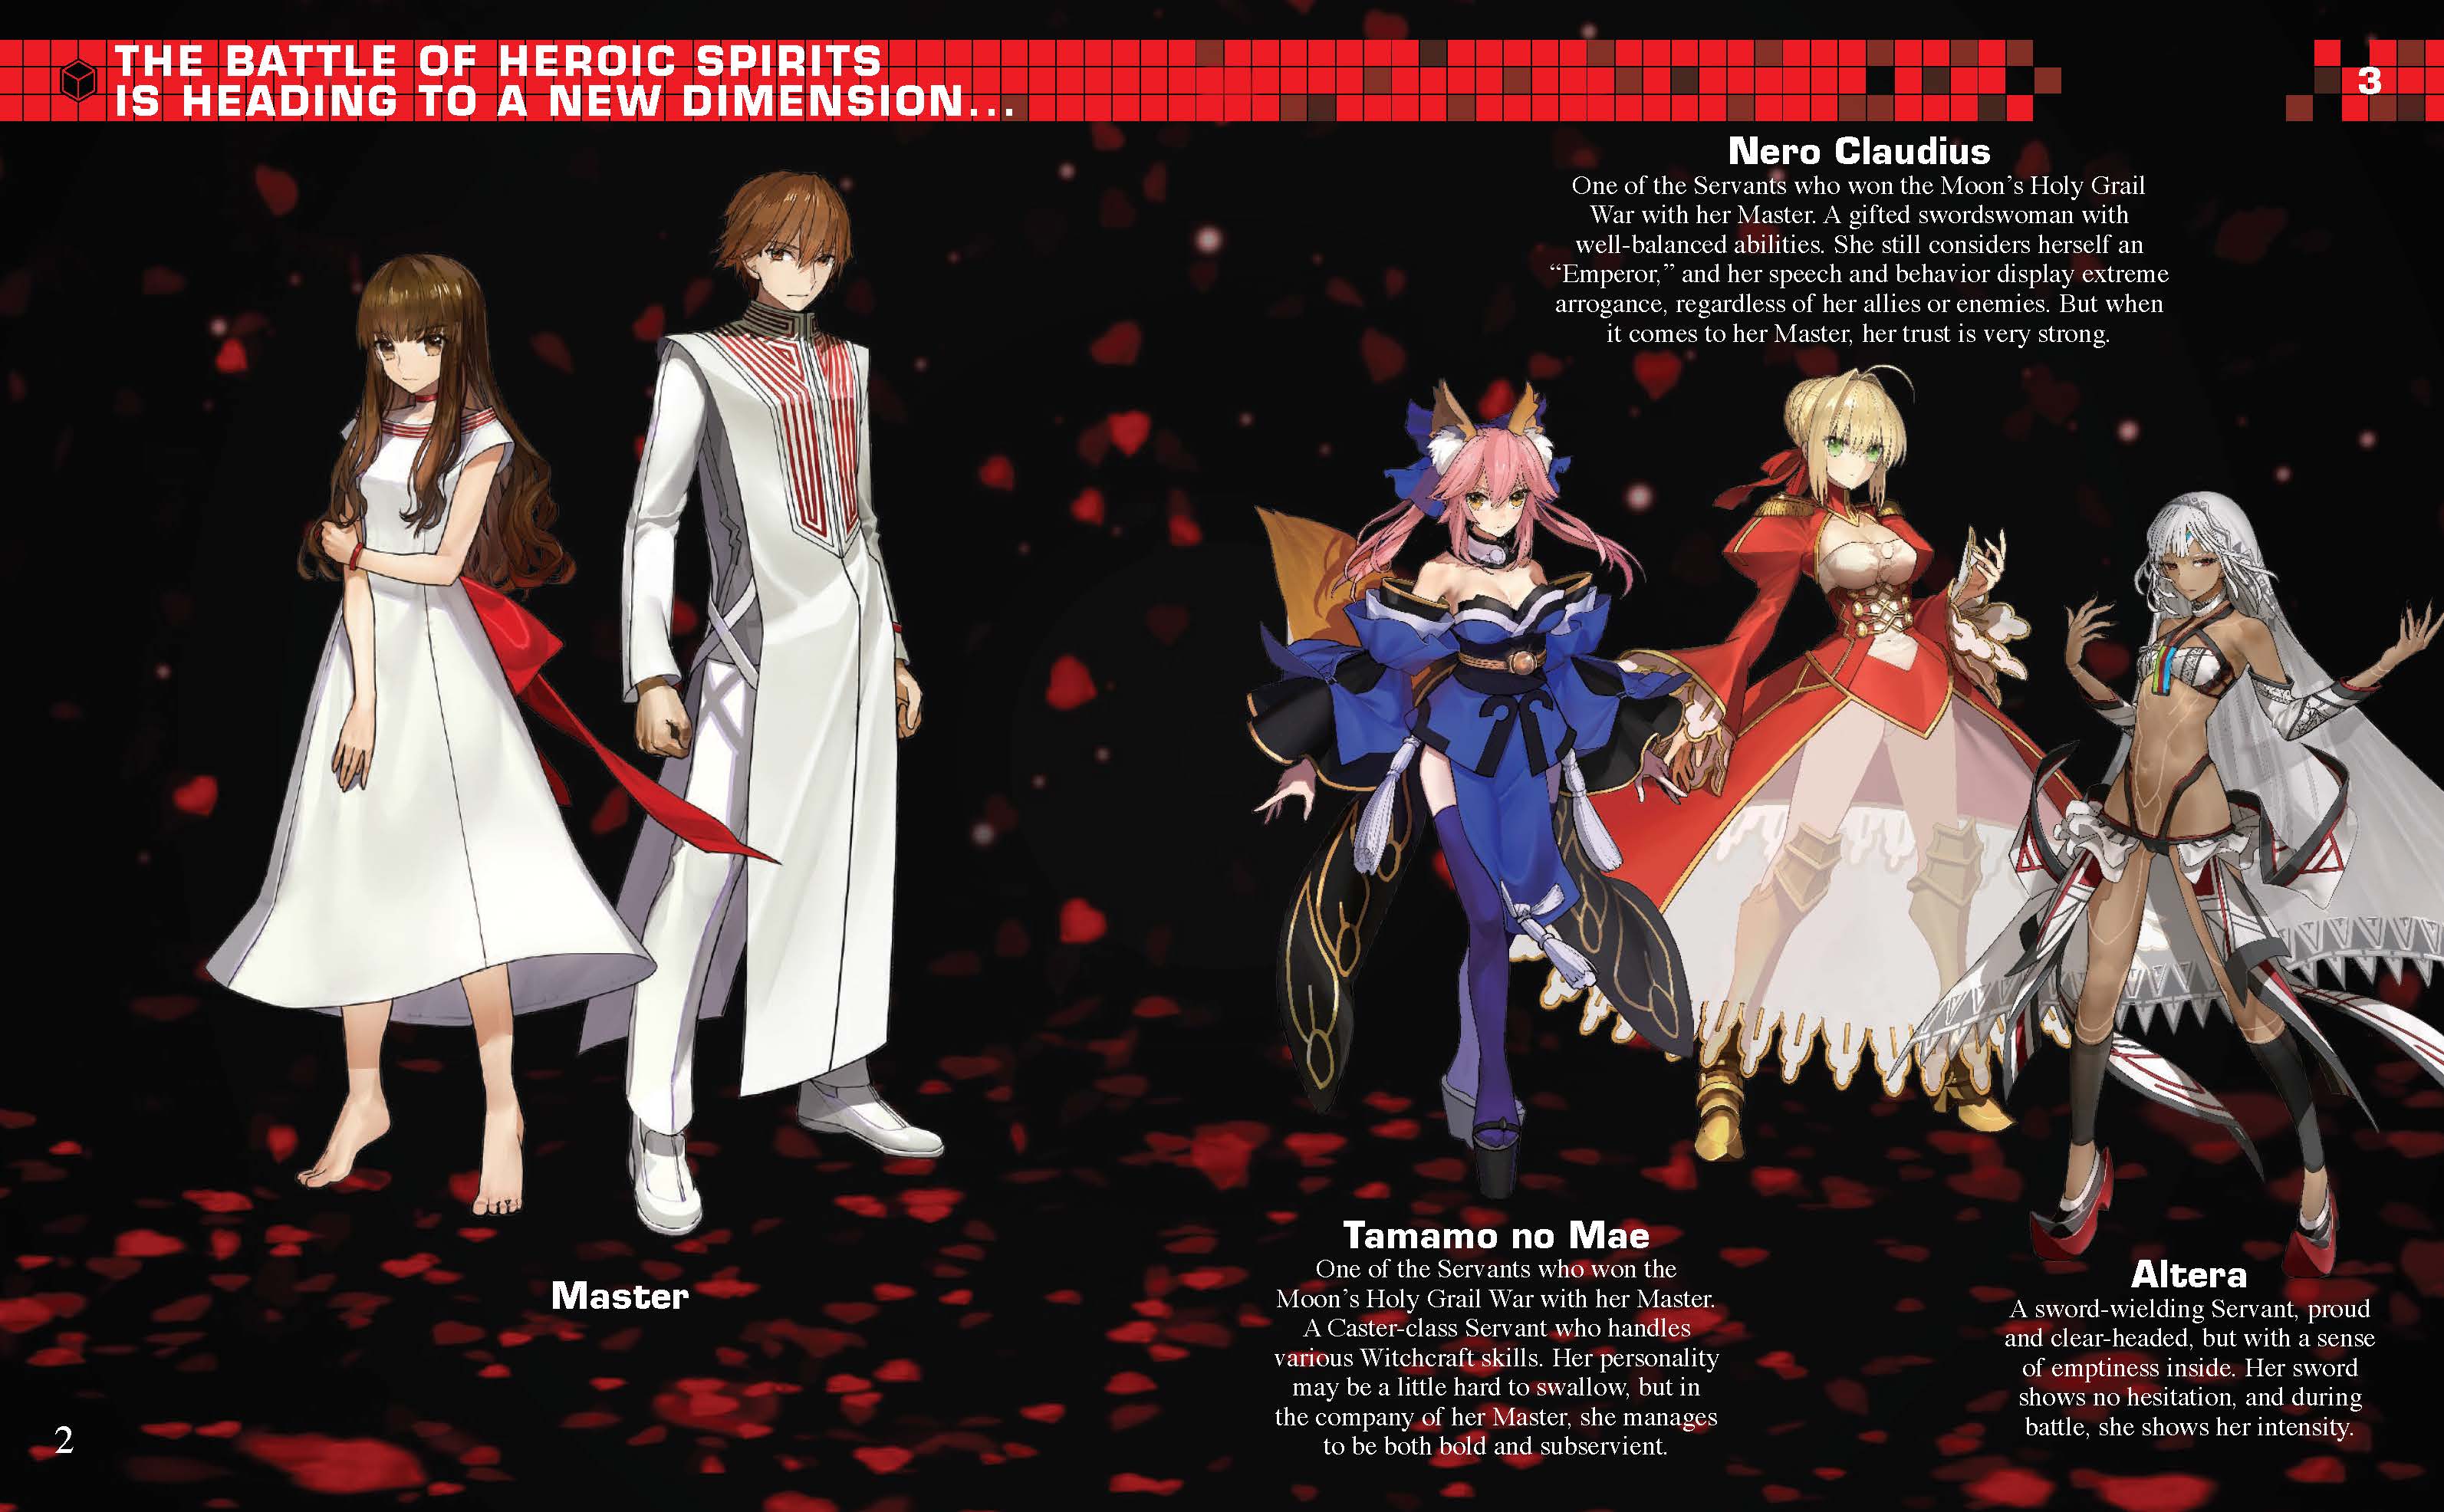 THE BATTLE OF HEROIC SPIRITS
IS HEADING TO A NEW DIMENSION...
3
Nero Claudius
One of the Servants who won the Moon’s Holy Grail
War with her Master. A gifted swordswoman with
well-balanced abilities. She still considers herself an
“Emperor,” and her speech and behavior display extreme
arrogance, regardless of her allies or enemies. But when
it comes to her Master, her trust is very strong.
Master
Tamamo no Mae
One of the Servants who won the
Moon’s Holy Grail War with her Master.
A Caster-class Servant who handles
various Witchcraft skills. Her personality
may be a little hard to swallow, but in
the company of her Master, she manages
to be both bold and subservient.
Altera
A sword-wielding Servant, proud
and clear-headed, but with a sense
of emptiness inside. Her sword
shows no hesitation, and during
battle, she shows her intensity.
2